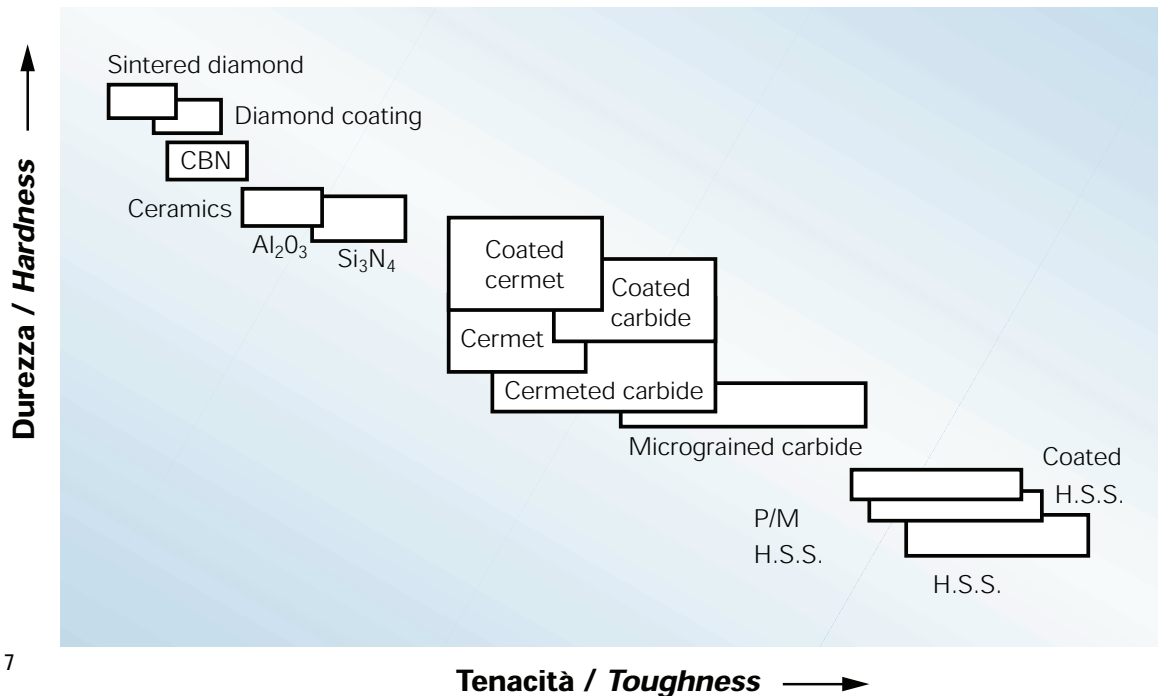 Sintered diamond
Diamond coating
CBN
Ceramics
Al₂0₃
Si₃N₄
Coated
cermet
Coated
carbide
Cermet
Cermeted carbide
Micrograined carbide
Coated
H.S.S.
P/M
H.S.S.
H.S.S.
Durezza / Hardness
7
Tenacità / Toughness